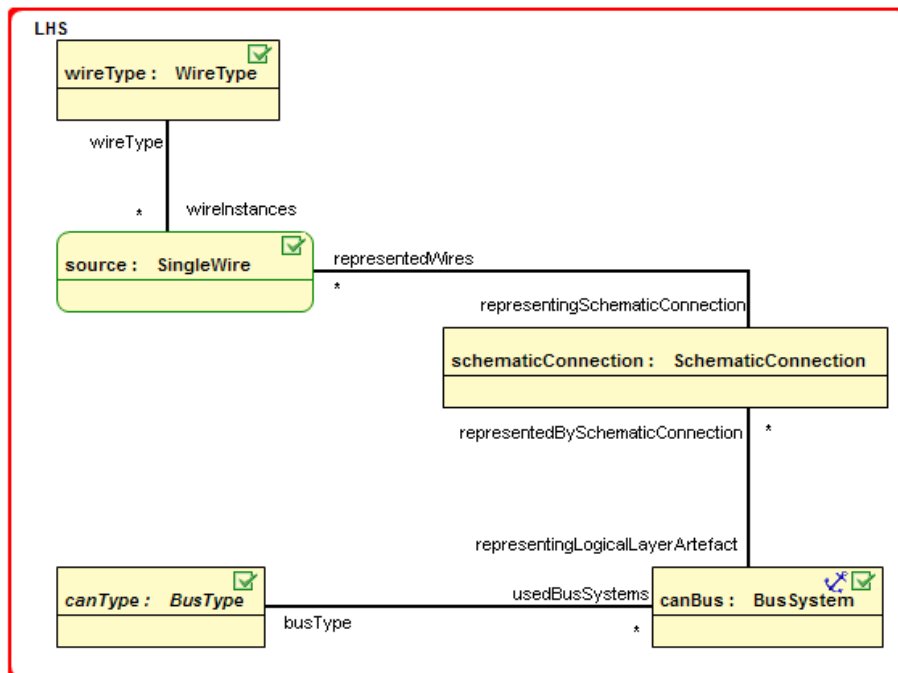 LHS
wireType : WireType
wireType
* wireInstances
source : SingleWire
representedWires
*
representingSchematicConnection
schematicConnection : SchematicConnection
representedBySchematicConnection *
representingLogicalLayerArtefact
canType : BusType
usedBusSystems
canBus : BusSystem
busType
*